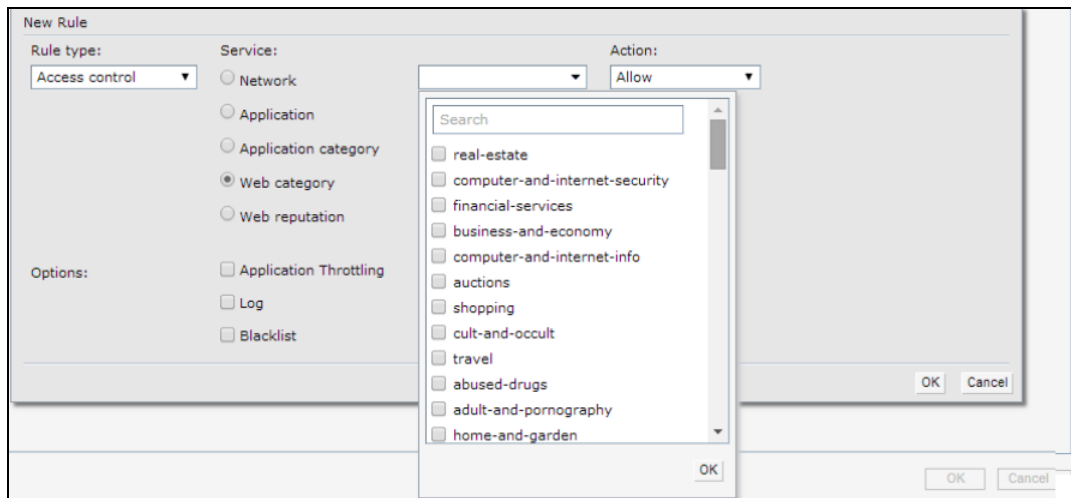 New Rule
Rule type:
Service:
Action:
Access control
Network
Allow
Application
Application category
Web category
Web reputation
Search
real-estate
computer-and-internet-security
financial-services
business-and-economy
computer-and-internet-info
auctions
shopping
cult-and-occult
travel
abused-drugs
adult-and-pornography
home-and-garden
OK
Options:
Application Throttling
Log
Blacklist
OK Cancel
OK Cancel